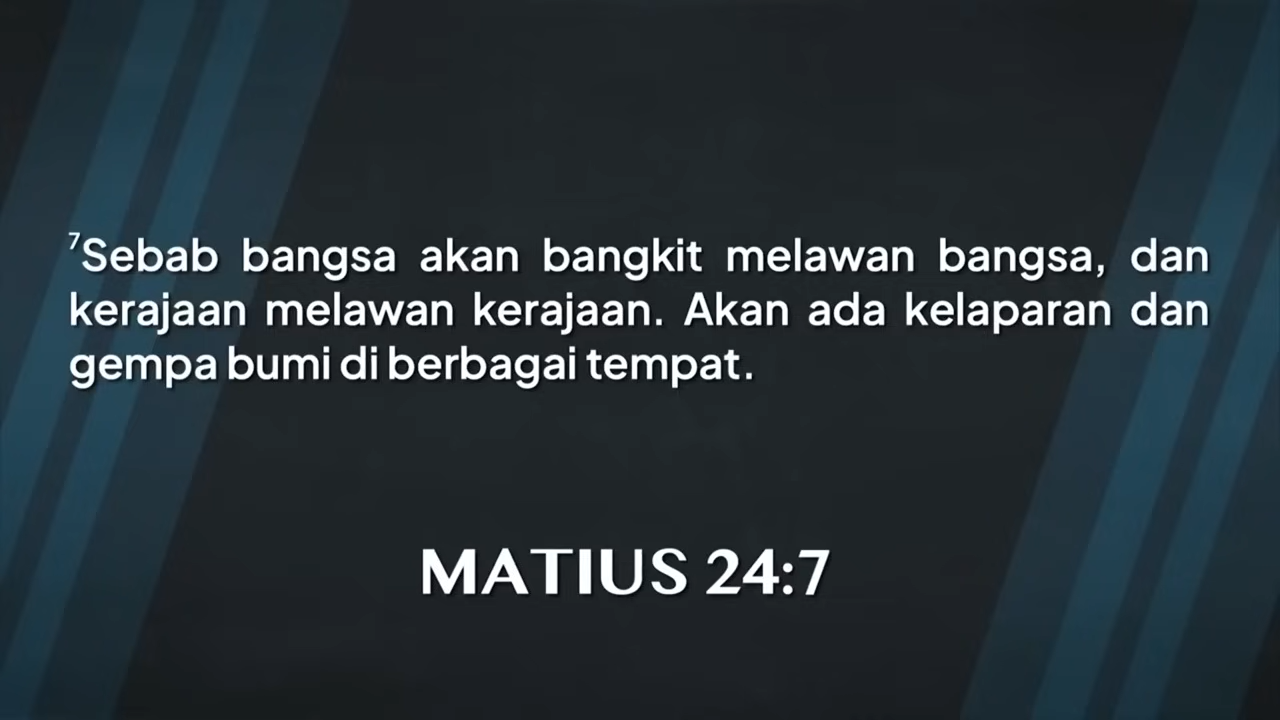 ⁷Sebab bangsa akan bangkit melawan bangsa, dan
kerajaan melawan kerajaan. Akan ada kelaparan dan
gempa bumi di berbagai tempat.
MATIUS 24:7